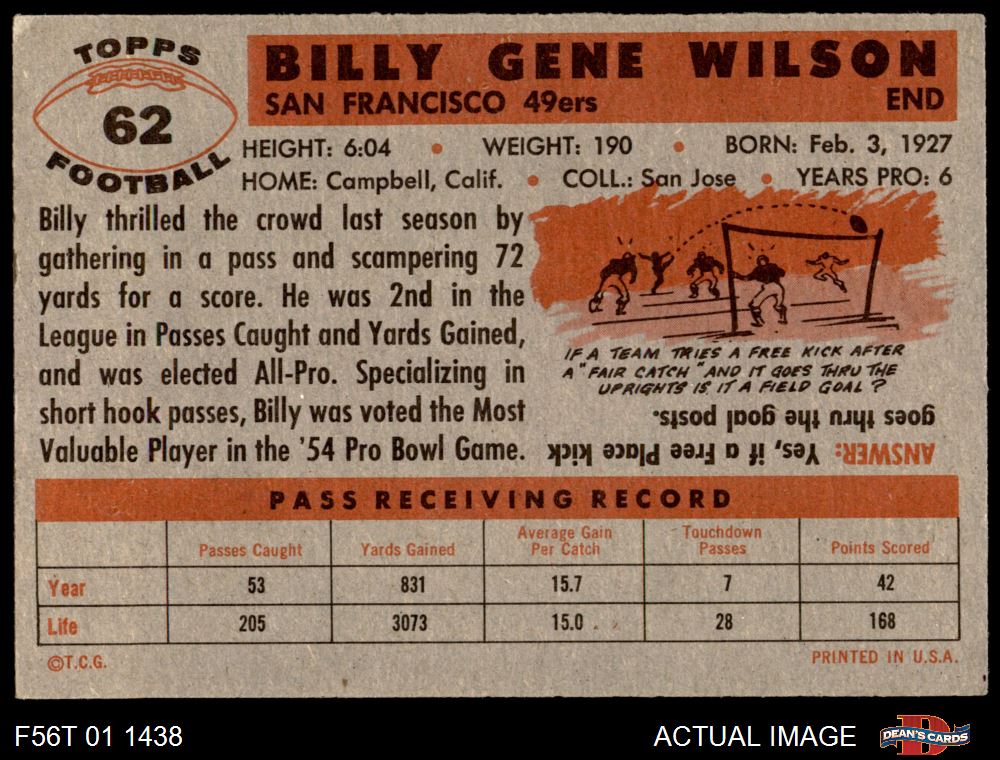 TOPPS
62
FOOTBALL
BILLY GENE WILSON
SAN FRANCISCO 49ers END
HEIGHT: 6:04 • WEIGHT: 190 • BORN: Feb. 3, 1927
HOME: Campbell, Calif. • COLL.: San Jose • YEARS PRO: 6
Billy thrilled the crowd last season by
gathering in a pass and scampering 72
yards for a score. He was 2nd in the
League in Passes Caught and Yards Gained,
and was elected All-Pro. Specializing in
short hook passes, Billy was voted the Most
Valuable Player in the '54 Pro Bowl Game.
IF A TEAM TRIES A FREE KICK AFTER
A "FAIR CATCH" AND IT GOES THRU THE
UPRIGHTS IS IT A FIELD GOAL?
ANSWER: Yes, if a Free Place kick
goes thru the goal posts.
PASS RECEIVING RECORD
Passes Caught Yards Gained Average Gain Per Catch Touchdown Passes Points Scored
Year 53 831 15.7 7 42
Life 205 3073 15.0 28 168
©T.C.G. PRINTED IN U.S.A.
F56T 01 1438 ACTUAL IMAGE D DEAN'S CARDS